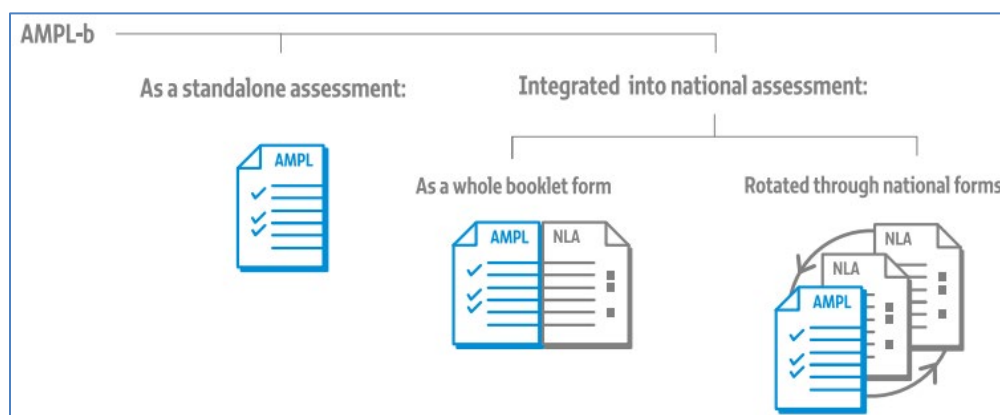 AMPL-b
As a standalone assessment:
Integrated into national assessment:
AMPL
As a whole booklet form
Rotated through national forms
AMPL
NLA
NLA
NLA
AMPL